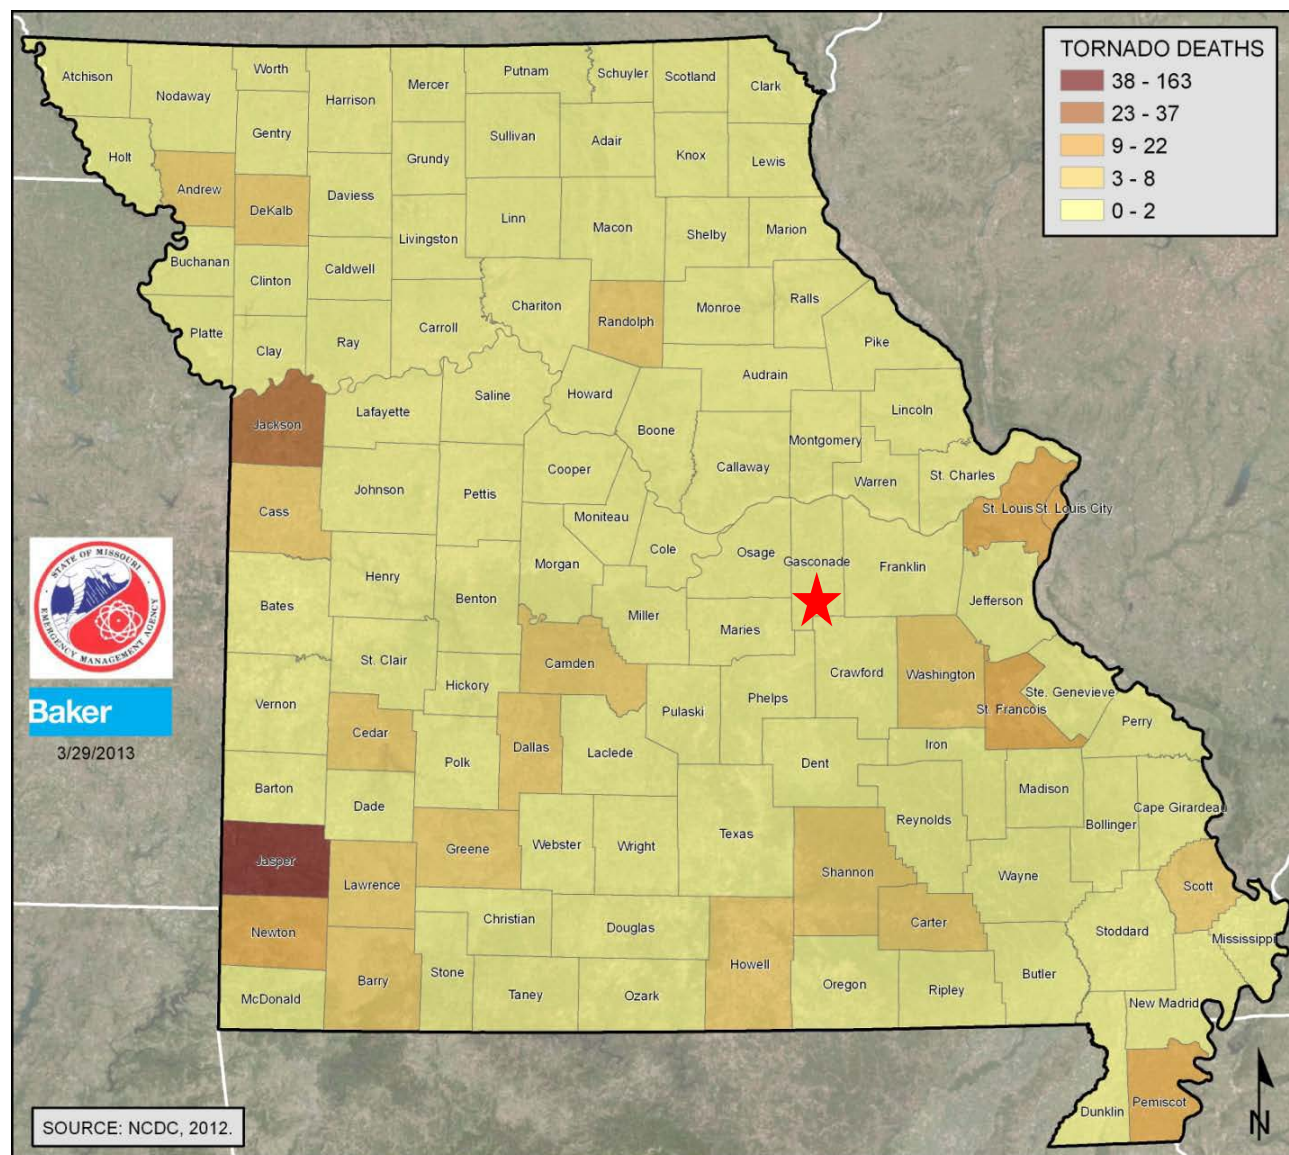 TORNADO DEATHS
38 - 163
23 - 37
9 - 22
3 - 8
0 - 2
Atchison
Nodaway
Worth
Harrison
Mercer
Putnam
Schuyler
Scotland
Clark
Holt
Gentry
Sullivan
Adair
Knox
Lewis
Grundy
Andrew
DeKalb
Daviess
Livingston
Linn
Macon
Shelby
Marion
Buchanan
Clinton
Caldwell
Chariton
Randolph
Monroe
Ralls
Platte
Clay
Ray
Carroll
Pike
Audrain
Jackson
Lafayette
Saline
Howard
Boone
Callaway
Montgomery
Lincoln
Cass
Johnson
Pettis
Cooper
Moniteau
Warren
St. Charles
St. Louis
St. Louis City
Cole
Osage
Gasconade
Franklin
Bates
Henry
Benton
Morgan
Miller
Maries
Jefferson
Vernon
St. Clair
Hickory
Camden
Pulaski
Phelps
Crawford
Washington
St. Francois
Ste. Genevieve
Perry
Cedar
Polk
Dallas
Laclede
Dent
Iron
Barton
Dade
Madison
Bollinger
Cape Girardeau
Jasper
Lawrence
Greene
Webster
Wright
Texas
Shannon
Reynolds
Wayne
Scott
Newton
Christian
Douglas
Howell
Carter
Stoddard
Mississippi
McDonald
Barry
Stone
Taney
Ozark
Oregon
Ripley
Butler
New Madrid
Dunklin
Pemiscot
STATE OF MISSOURI
EMERGENCY MANAGEMENT AGENCY
Baker
3/29/2013
SOURCE: NCDC, 2012.
N